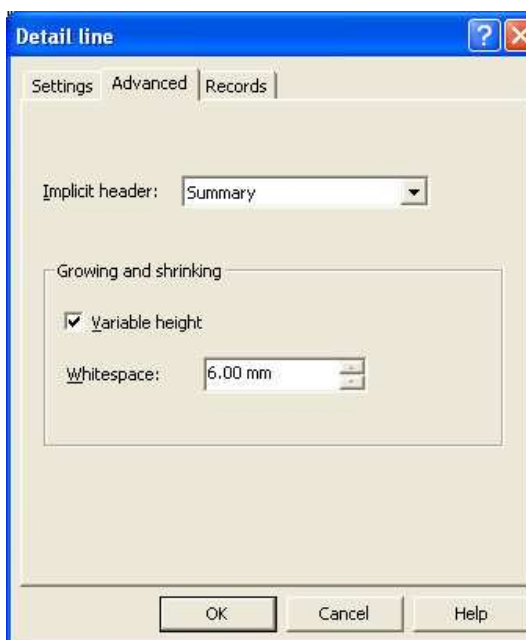 Detail line
Settings Advanced Records
Implicit header: Summary
Growing and shrinking
Variable height
Whitespace: 6.00 mm
OK Cancel Help